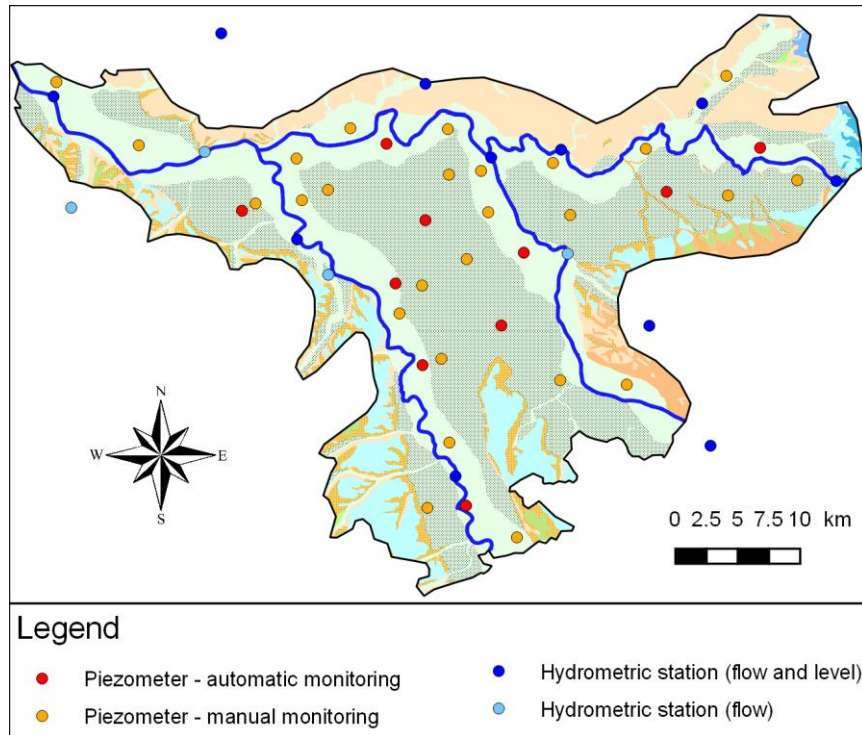 N
W E
S
0 2.5 5 7.5 10 km
Legend
Piezometer - automatic monitoring
Piezometer - manual monitoring
Hydrometric station (flow and level)
Hydrometric station (flow)